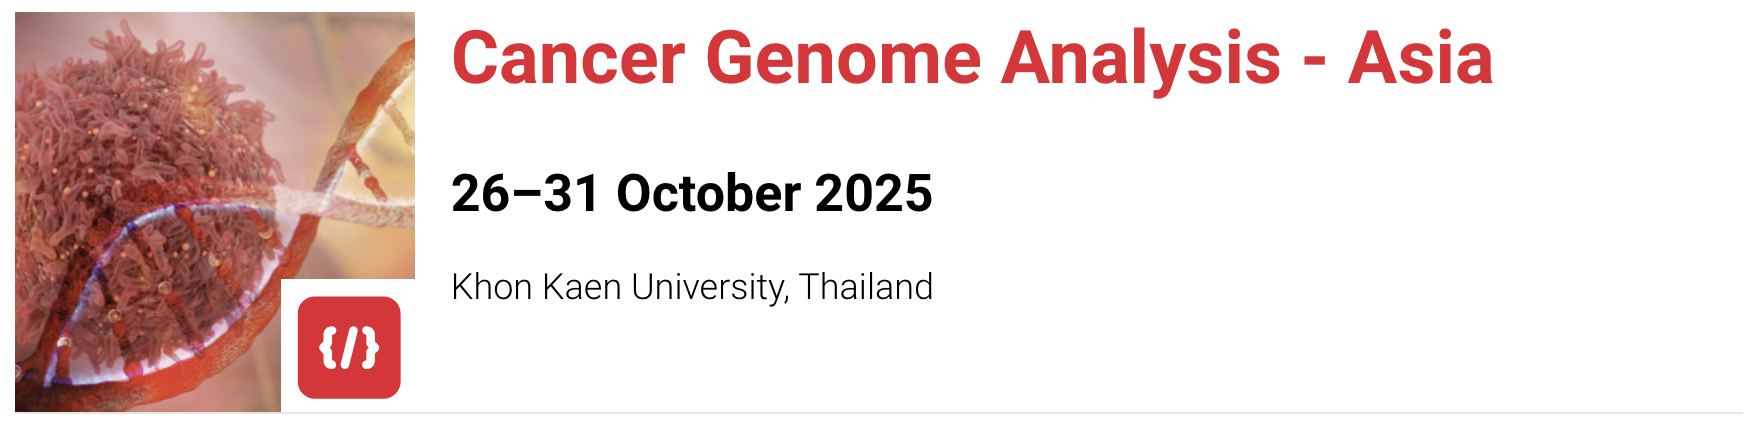 Cancer Genome Analysis - Asia
26–31 October 2025
Khon Kaen University, Thailand
{/}